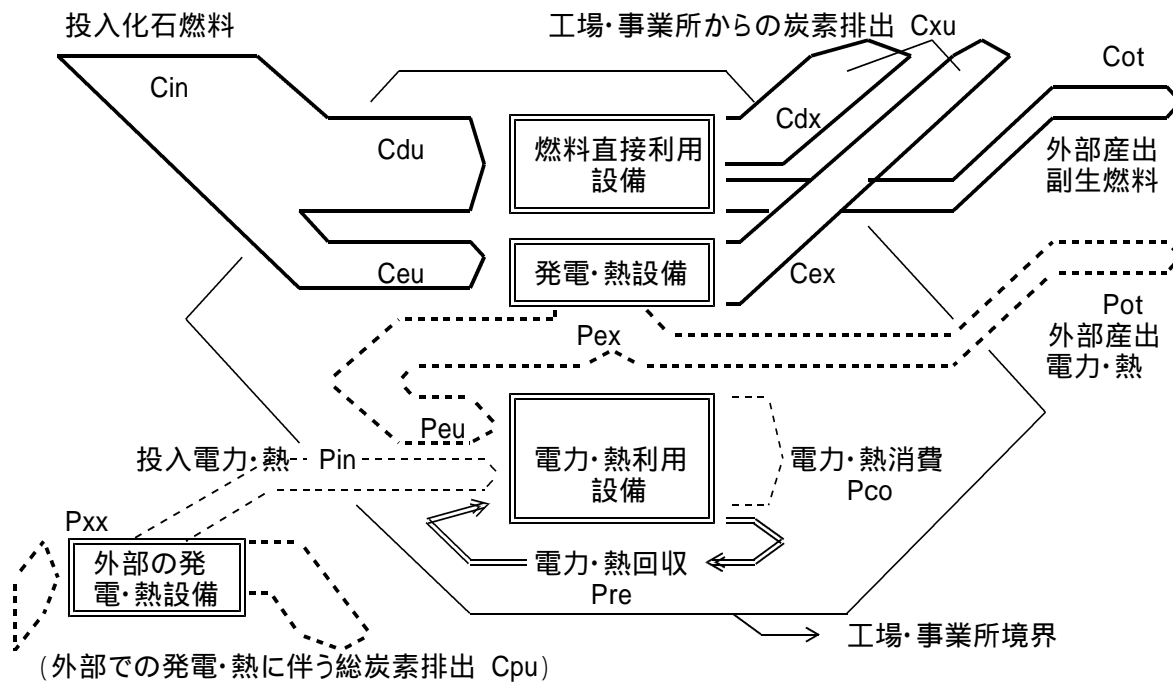 投入化石燃料
工場・事業所からの炭素排出 Cxu
Cot
Cin
Cdx
Cdu
燃料直接利用
設備
外部産出
副生燃料
Ceu
発電・熱設備
Cex
Pex
Pot
外部産出
電力・熱
Peu
投入電力・熱 Pin
電力・熱利用
設備
電力・熱消費
Pco
Pxx
外部の発
電・熱設備
電力・熱回収
Pre
工場・事業所境界
(外部での発電・熱に伴う総炭素排出 Cpu)